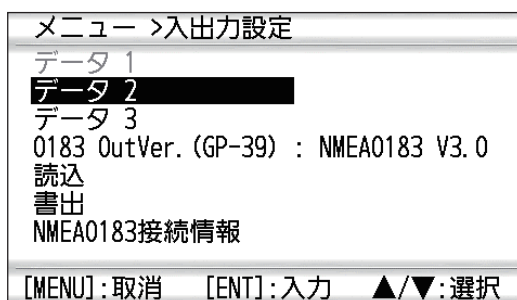 メニュー >入出力設定
データ 1
データ 2
データ 3
0183 OutVer.(GP-39) : NMEA0183 V3.0
読込
書出
NMEA0183接続情報
[MENU]:取消 [ENT]:入力 ▲/▼:選択